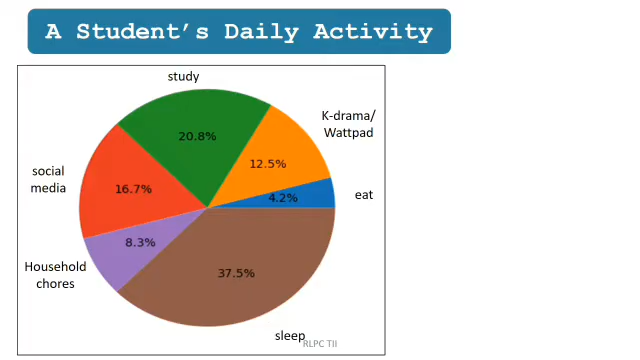 A Student’s Daily Activity
study
K-drama/
Wattpad
20.8%
12.5%
social
media
16.7%
eat
4.2%
8.3%
Household
chores
37.5%
sleep
RLPC TII